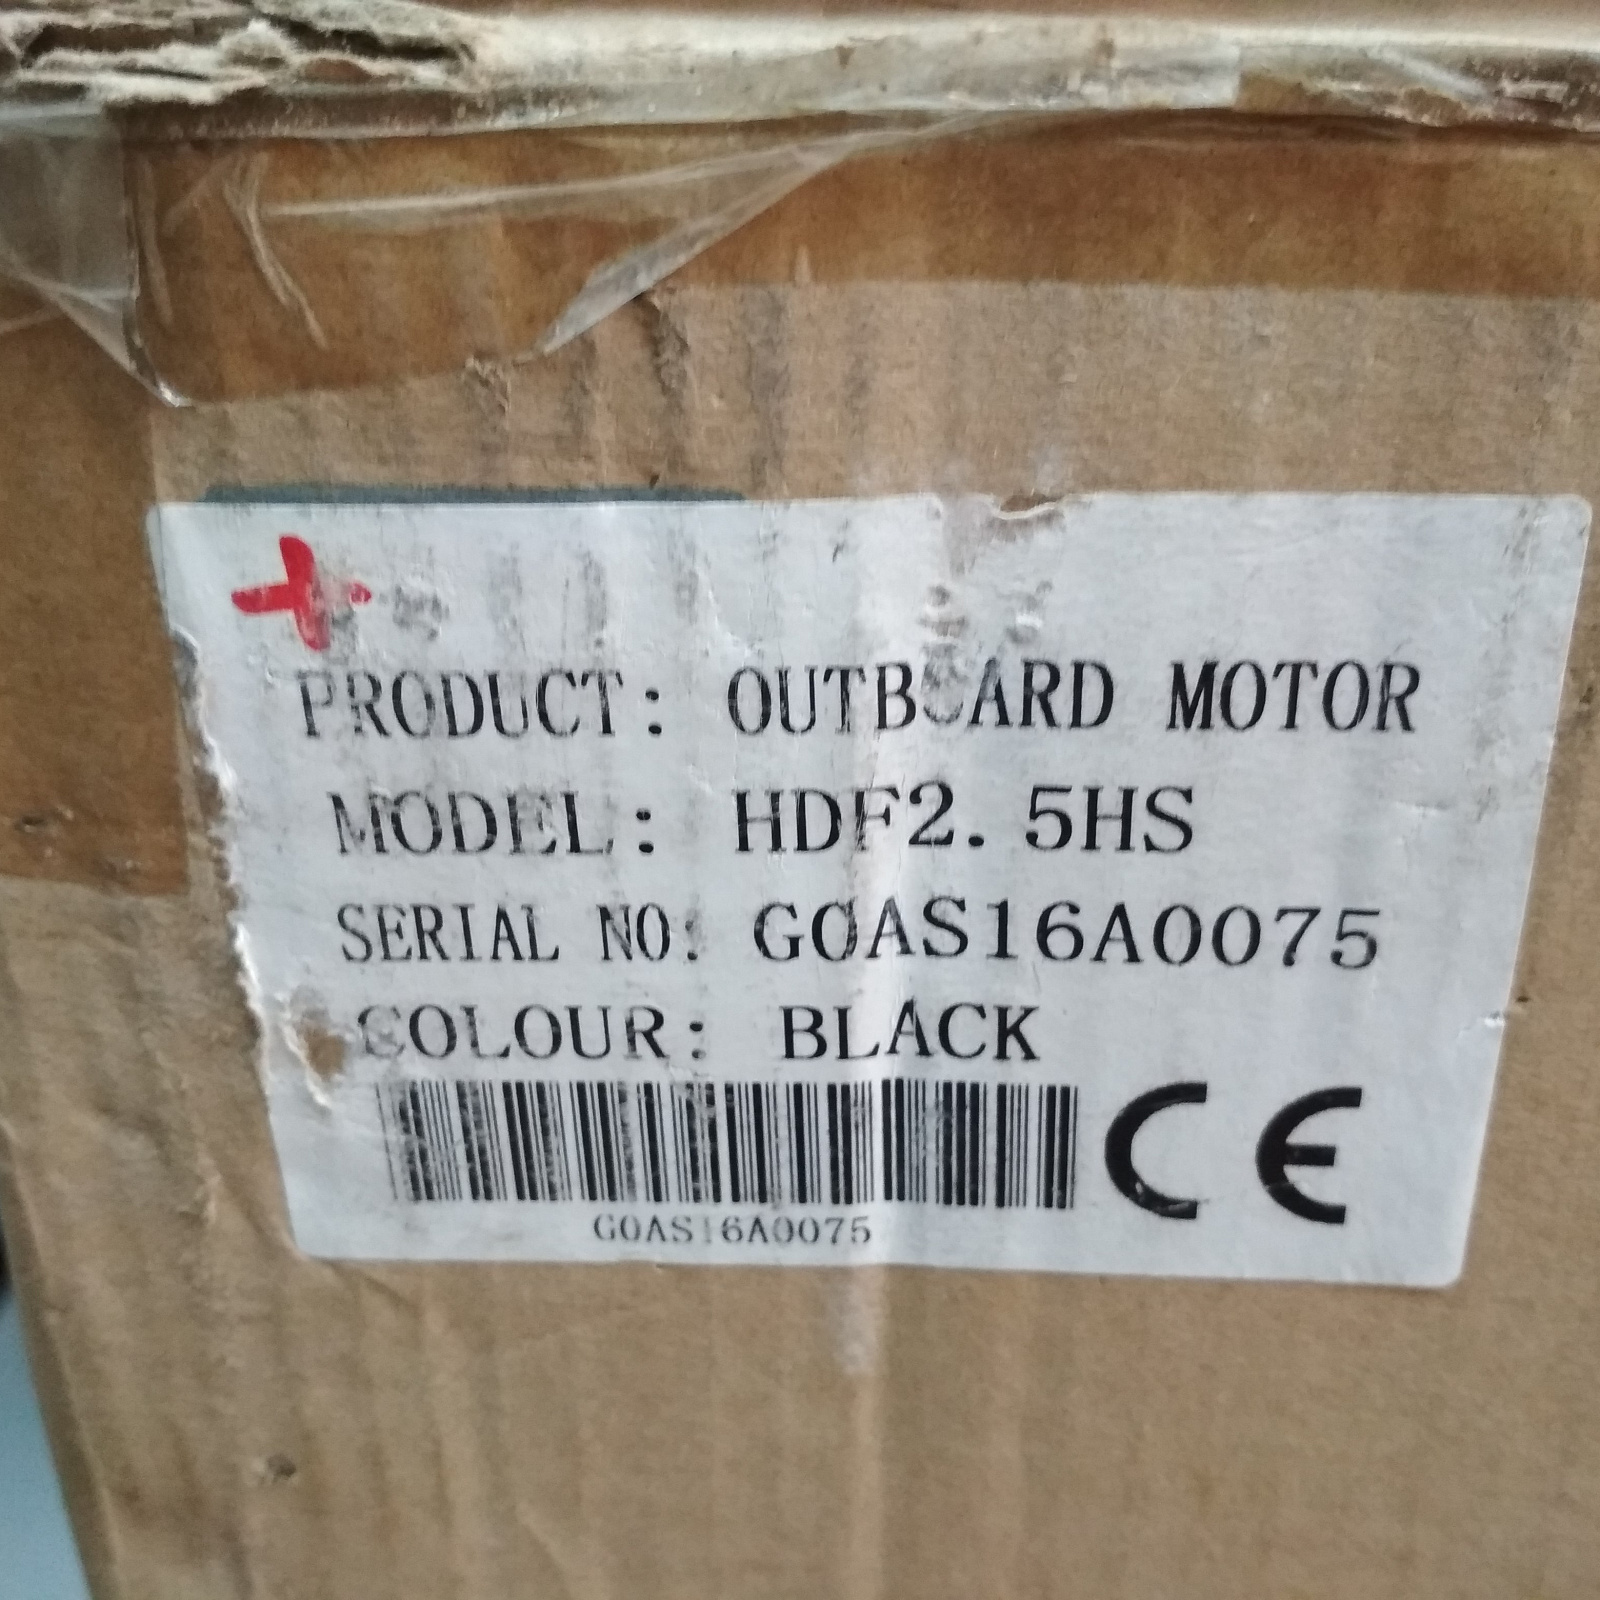 PRODUCT: OUTBOARD MOTOR
MODEL: HDF2.5HS
SERIAL NO: G0AS16A0075
COLOUR: BLACK
CE
G0AS16A0075